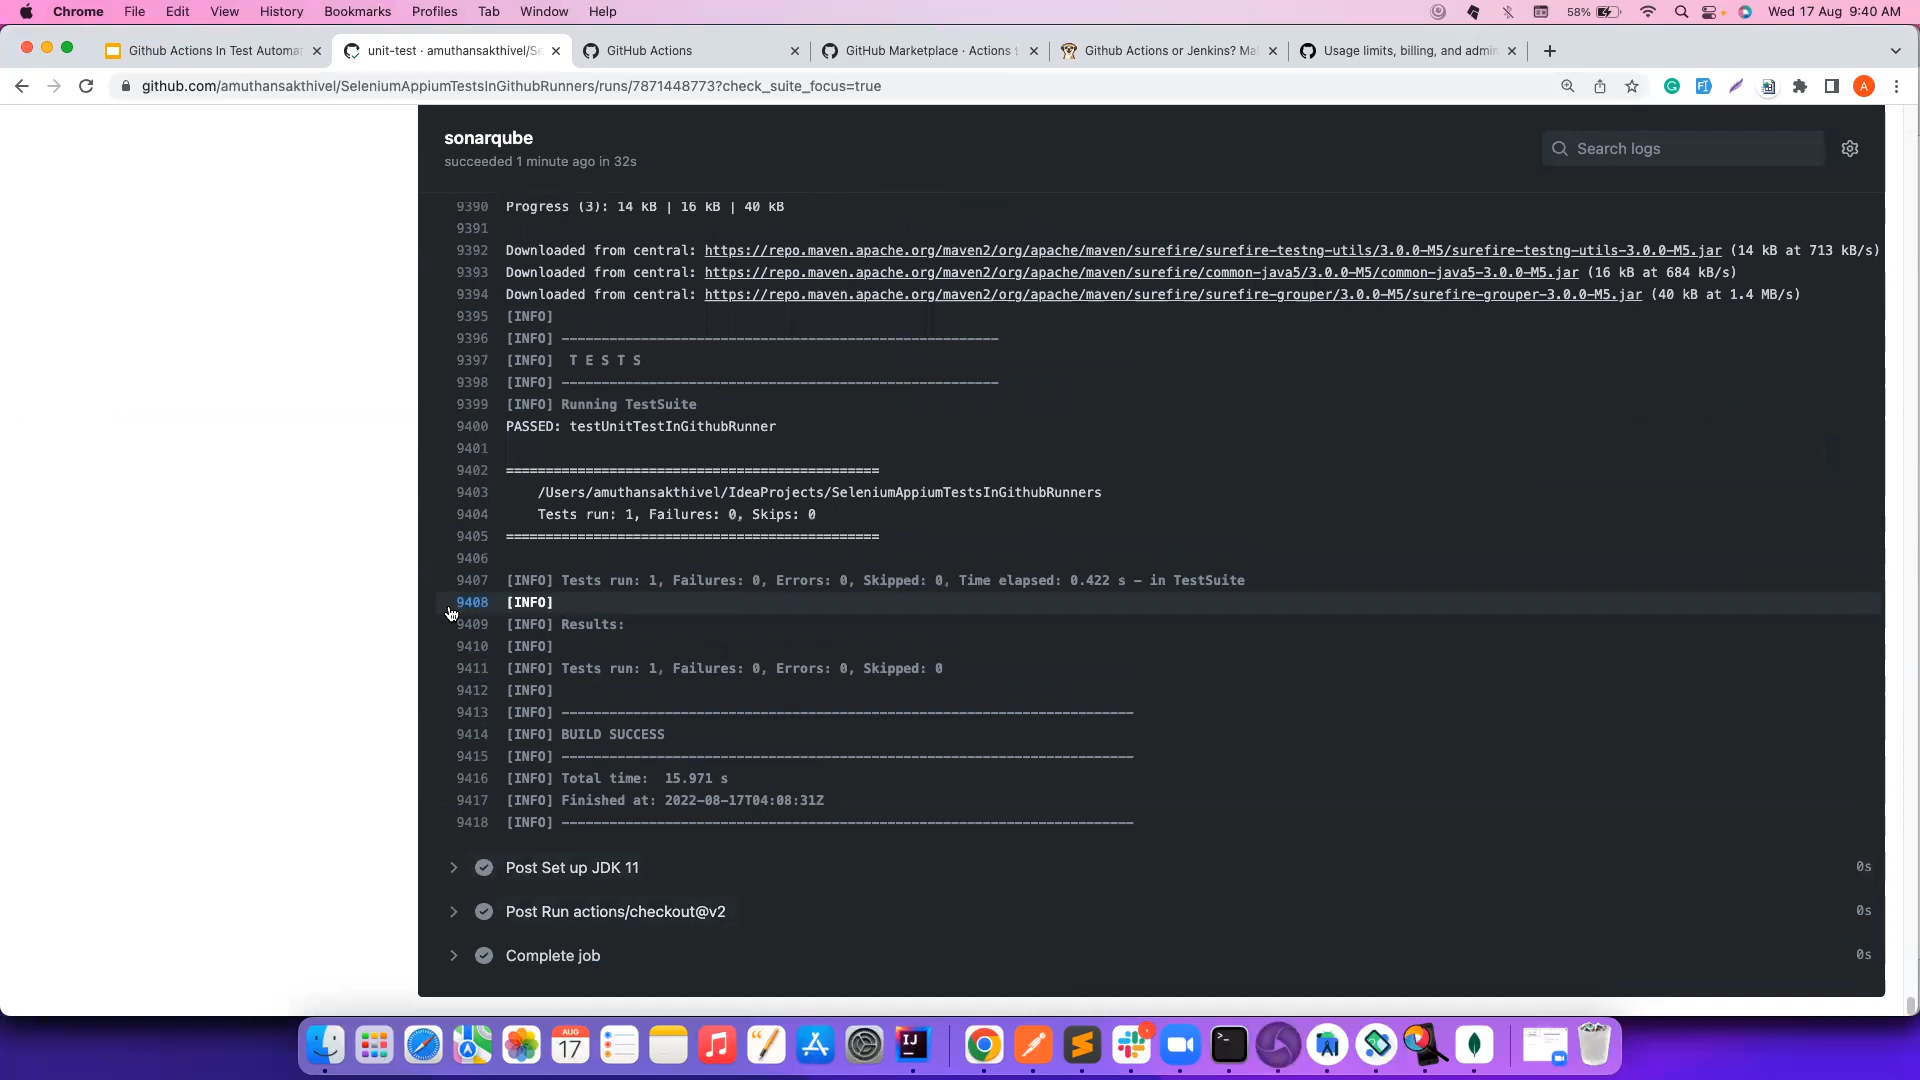 Chrome File Edit View History Bookmarks Profiles Tab Window Help 58% Wed 17 Aug 9:40 AM
Github Actions In Test Automa unit-test · amuthansakthivel/Se GitHub Actions GitHub Marketplace · Actions t Github Actions or Jenkins? Ma Usage limits, billing, and admin
github.com/amuthansakthivel/SeleniumAppiumTestsInGithubRunners/runs/7871448773?check_suite_focus=true A
sonarqube
succeeded 1 minute ago in 32s
Search logs
9390 Progress (3): 14 kB | 16 kB | 40 kB
9391
9392 Downloaded from central: https://repo.maven.apache.org/maven2/org/apache/maven/surefire/surefire-testng-utils/3.0.0-M5/surefire-testng-utils-3.0.0-M5.jar (14 kB at 713 kB/s)
9393 Downloaded from central: https://repo.maven.apache.org/maven2/org/apache/maven/surefire/common-java5/3.0.0-M5/common-java5-3.0.0-M5.jar (16 kB at 684 kB/s)
9394 Downloaded from central: https://repo.maven.apache.org/maven2/org/apache/maven/surefire/surefire-grouper/3.0.0-M5/surefire-grouper-3.0.0-M5.jar (40 kB at 1.4 MB/s)
9395 [INFO]
9396 [INFO] -------------------------------------------------------
9397 [INFO]  T E S T S
9398 [INFO] -------------------------------------------------------
9399 [INFO] Running TestSuite
9400 PASSED: testUnitTestInGithubRunner
9401
9402 ===============================================
9403 /Users/amuthansakthivel/IdeaProjects/SeleniumAppiumTestsInGithubRunners
9404 Tests run: 1, Failures: 0, Skips: 0
9405 ===============================================
9406
9407 [INFO] Tests run: 1, Failures: 0, Errors: 0, Skipped: 0, Time elapsed: 0.422 s - in TestSuite
9408 [INFO]
9409 [INFO] Results:
9410 [INFO]
9411 [INFO] Tests run: 1, Failures: 0, Errors: 0, Skipped: 0
9412 [INFO]
9413 [INFO] ------------------------------------------------------------------------
9414 [INFO] BUILD SUCCESS
9415 [INFO] ------------------------------------------------------------------------
9416 [INFO] Total time:  15.971 s
9417 [INFO] Finished at: 2022-08-17T04:08:31Z
9418 [INFO] ------------------------------------------------------------------------
Post Set up JDK 11 0s
Post Run actions/checkout@v2 0s
Complete job 0s
AUG
17
IJ